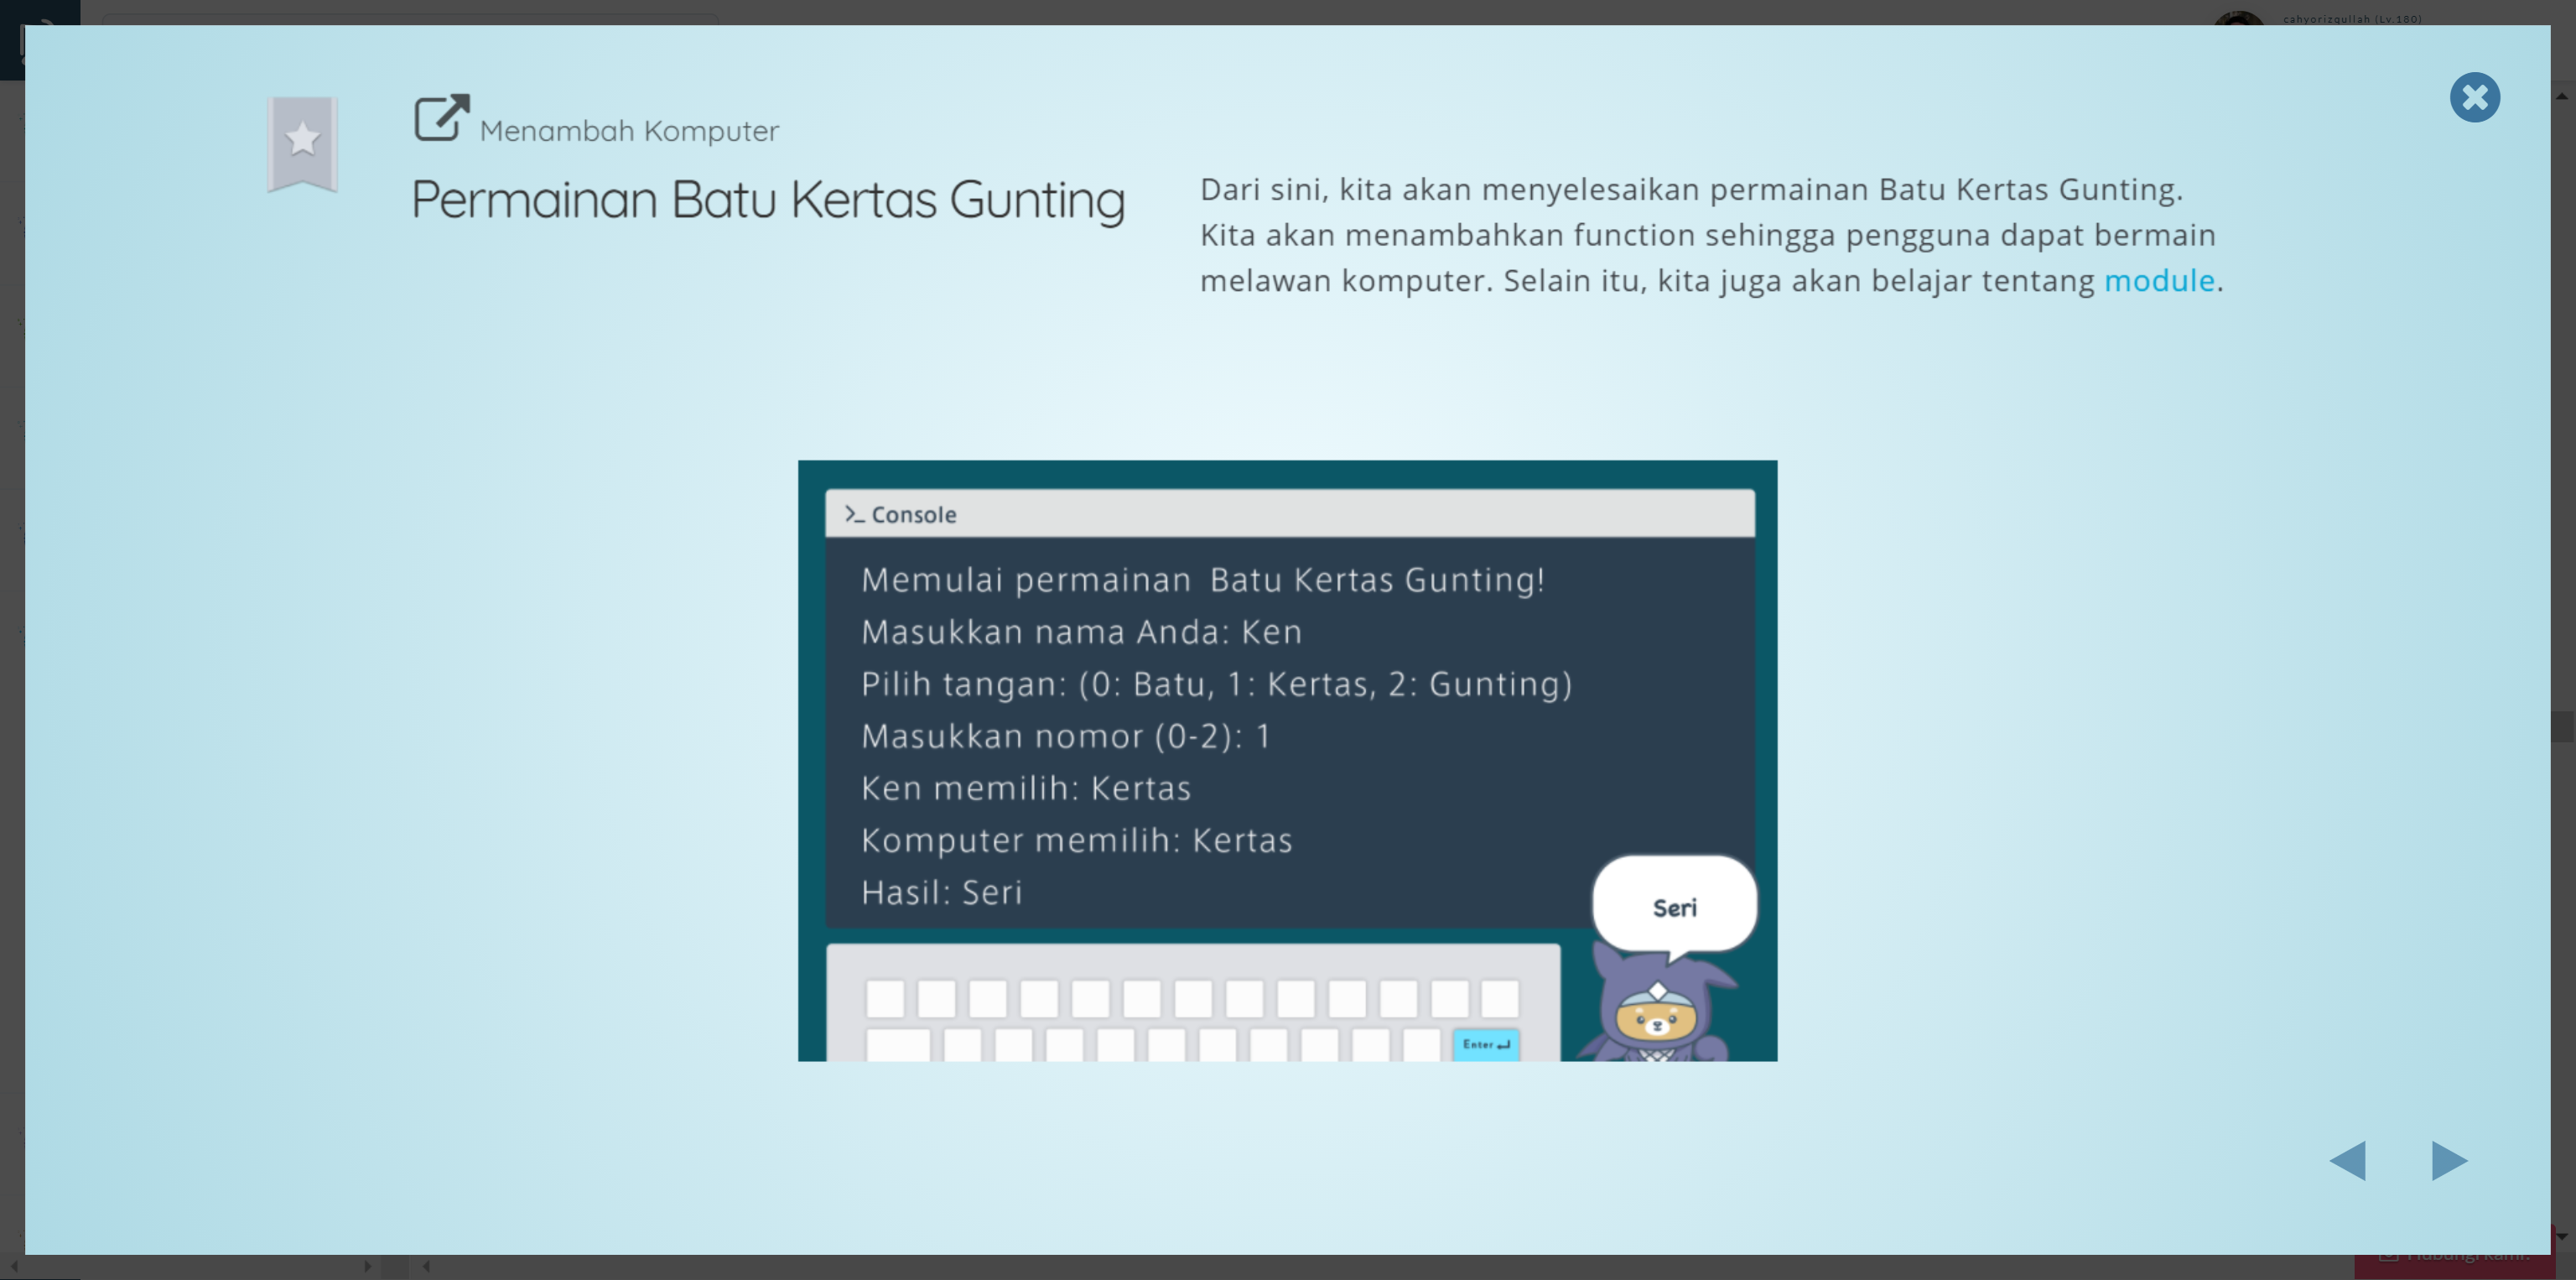 cahyorizqullah (Lv.180)
Menambah Komputer
Permainan Batu Kertas Gunting
Dari sini, kita akan menyelesaikan permainan Batu Kertas Gunting.
Kita akan menambahkan function sehingga pengguna dapat bermain
melawan komputer. Selain itu, kita juga akan belajar tentang module.
>_ Console
Memulai permainan Batu Kertas Gunting!
Masukkan nama Anda: Ken
Pilih tangan: (0: Batu, 1: Kertas, 2: Gunting)
Masukkan nomor (0-2): 1
Ken memilih: Kertas
Komputer memilih: Kertas
Hasil: Seri
Seri
Enter
Hubungi kami!